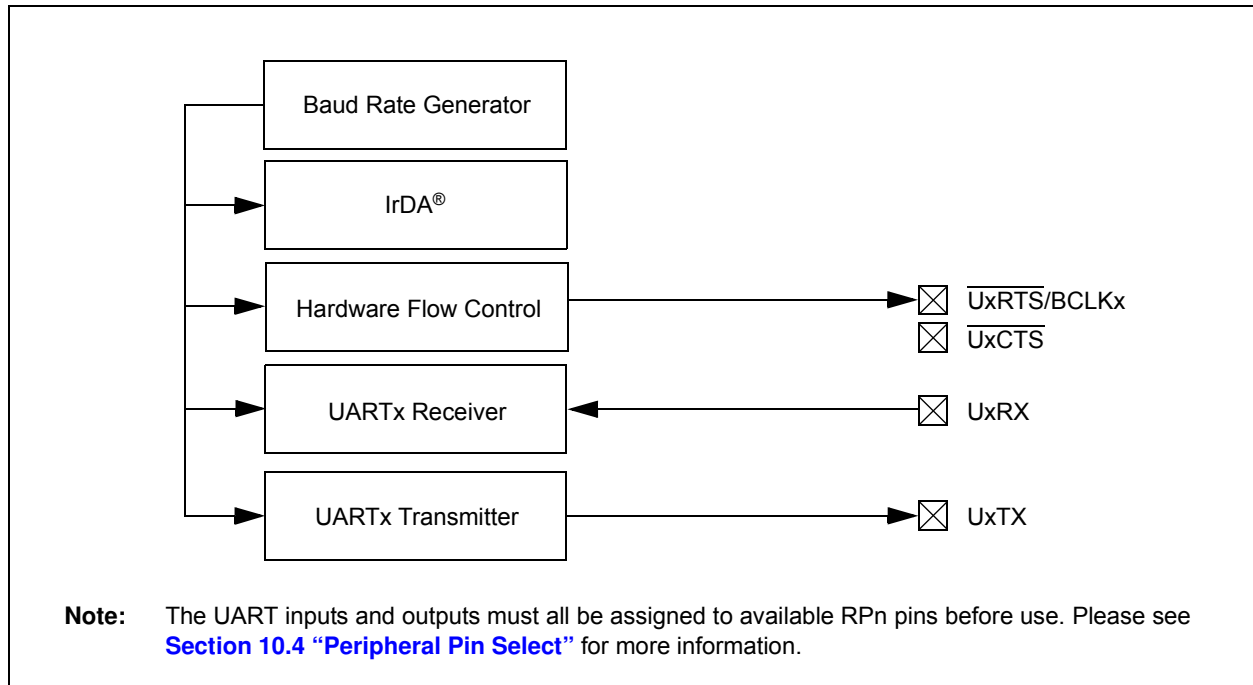 Baud Rate Generator
IrDA®
Hardware Flow Control
UxRTS/BCLKx
UxCTS
UARTx Receiver
UxRX
UARTx Transmitter
UxTX
Note: The UART inputs and outputs must all be assigned to available RPn pins before use. Please see
Section 10.4 “Peripheral Pin Select” for more information.